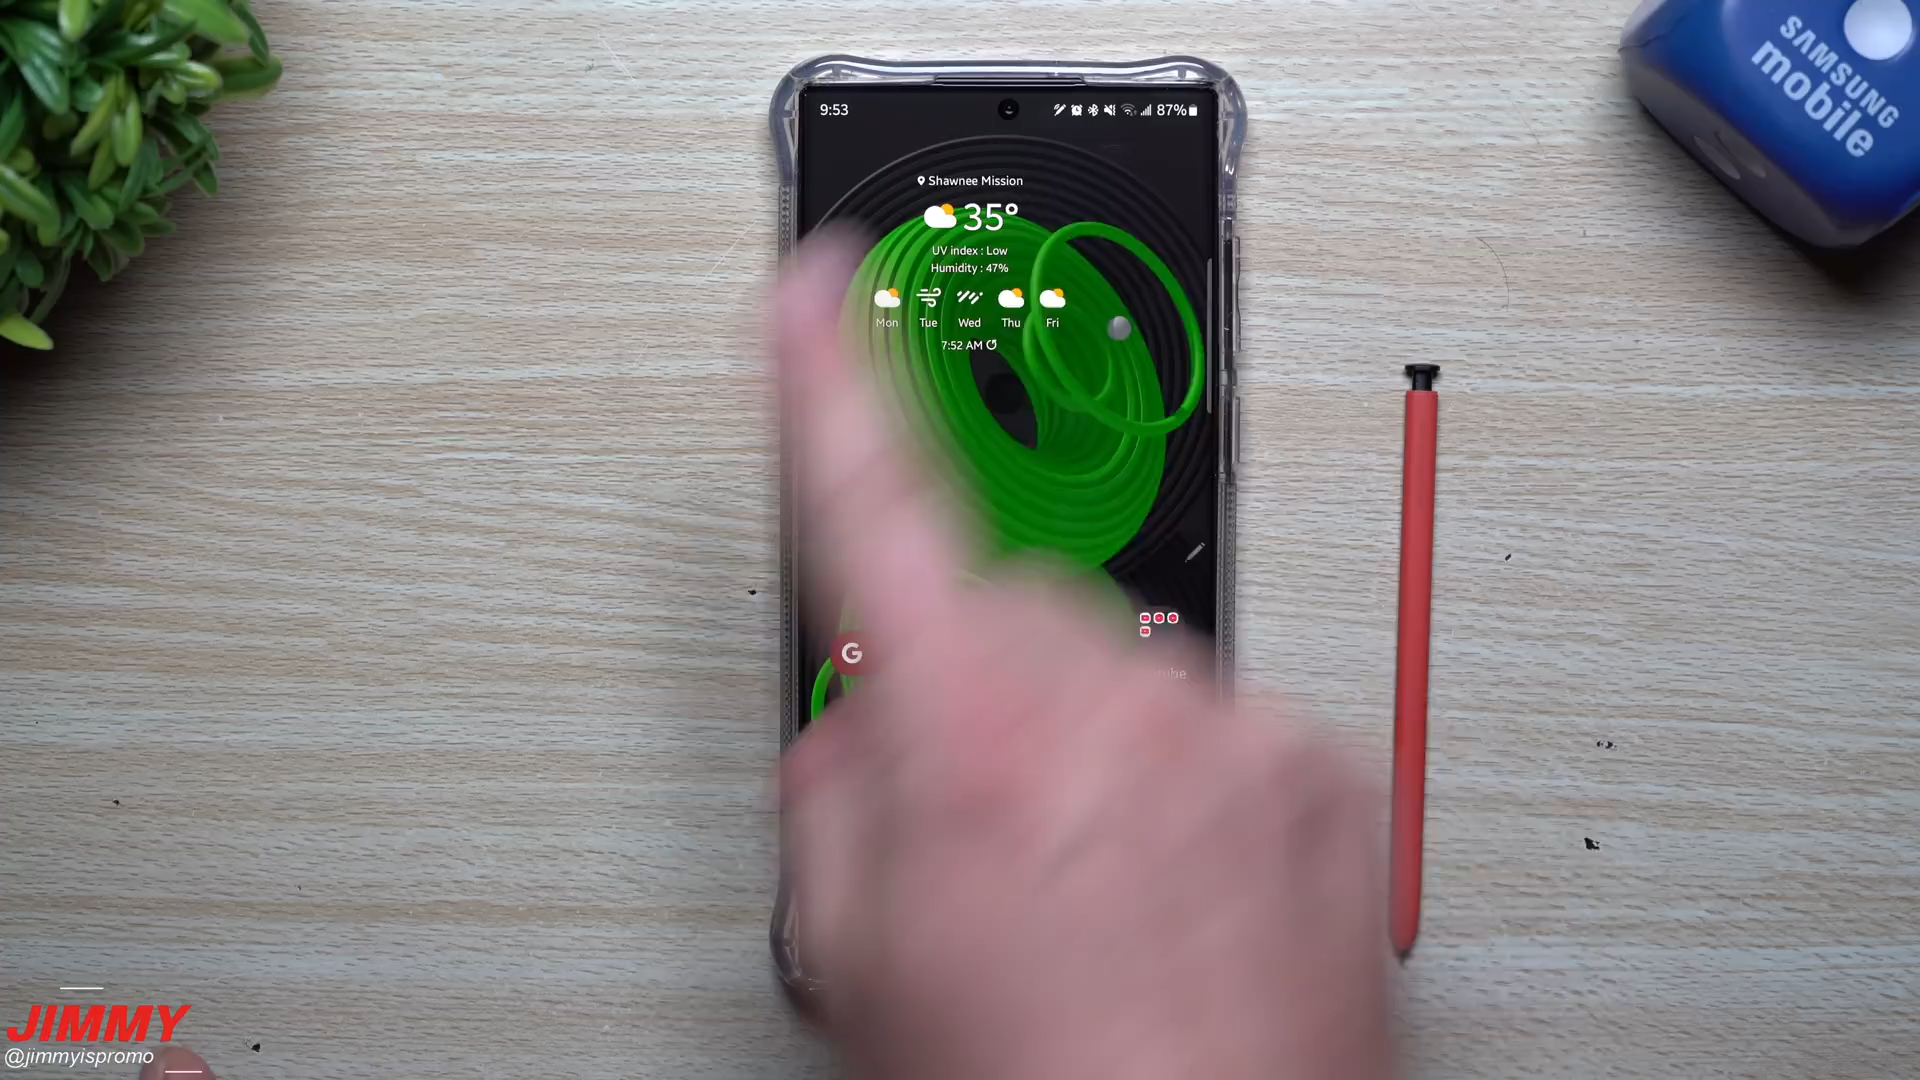 SAMSUNG
mobile
9:53
87%
Shawnee Mission
35°
UV index : Low
Humidity : 47%
Mon Tue Wed Thu Fri
7:52 AM
G
JIMMY
@jimmyispromo